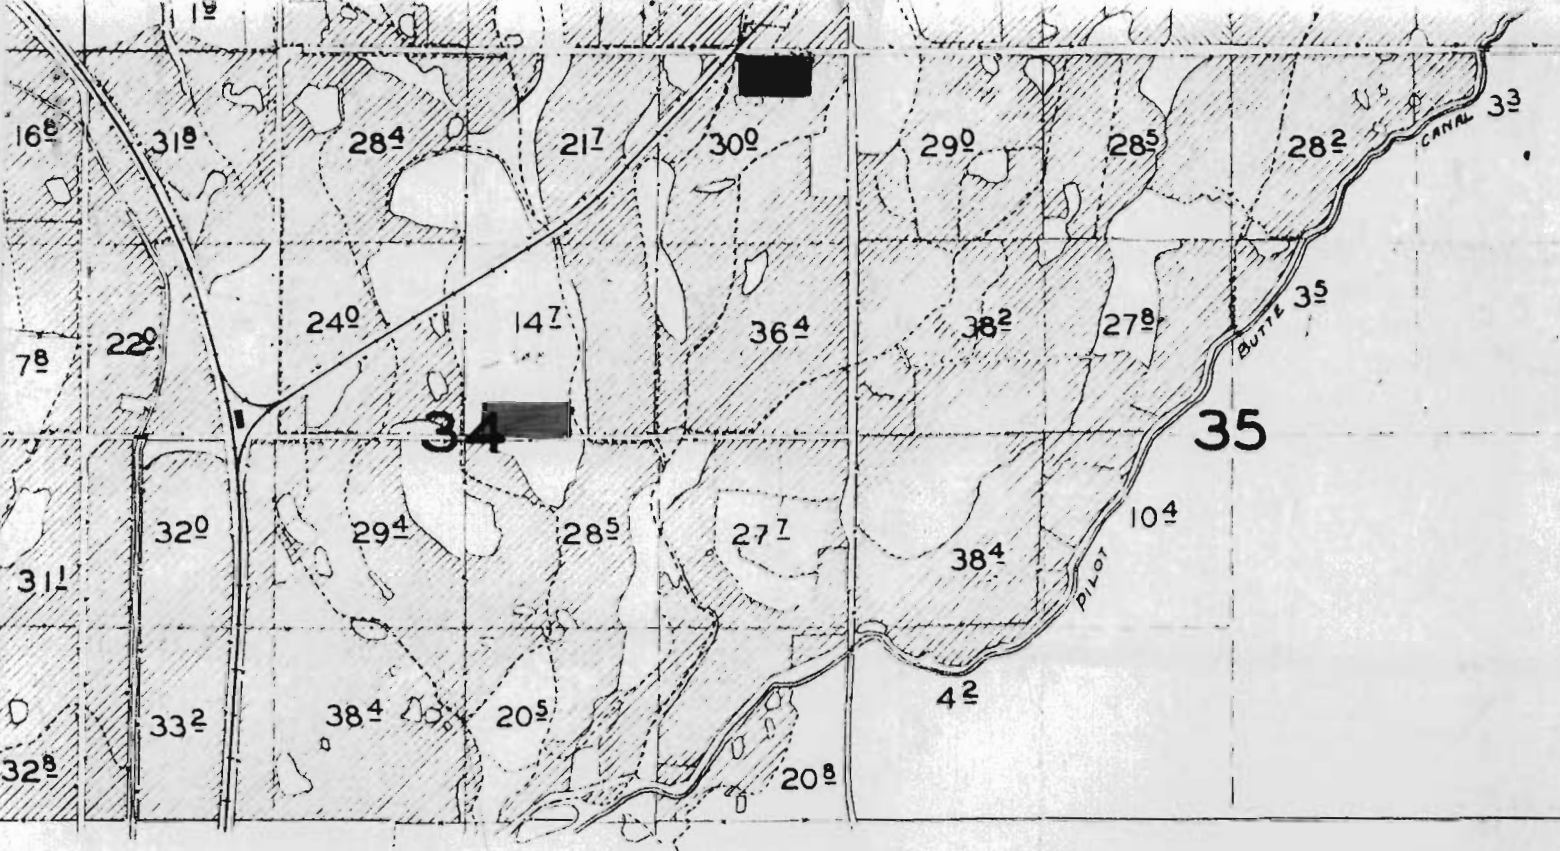 16⁸ 31⁸ 28⁴ 21⁷ 30⁰ 29⁰ 28⁵ 28² 3³
CANAL
7⁸ 22⁰ 24⁰ 14⁷ 36⁴ 38² 27⁸ 3⁵
BUTTE
34 35
31¹ 32⁰ 29⁴ 28⁵ 27⁷ 38⁴ 10⁴
PILOT
32⁸ 33² 38⁴ 20⁵ 20⁸ 4²